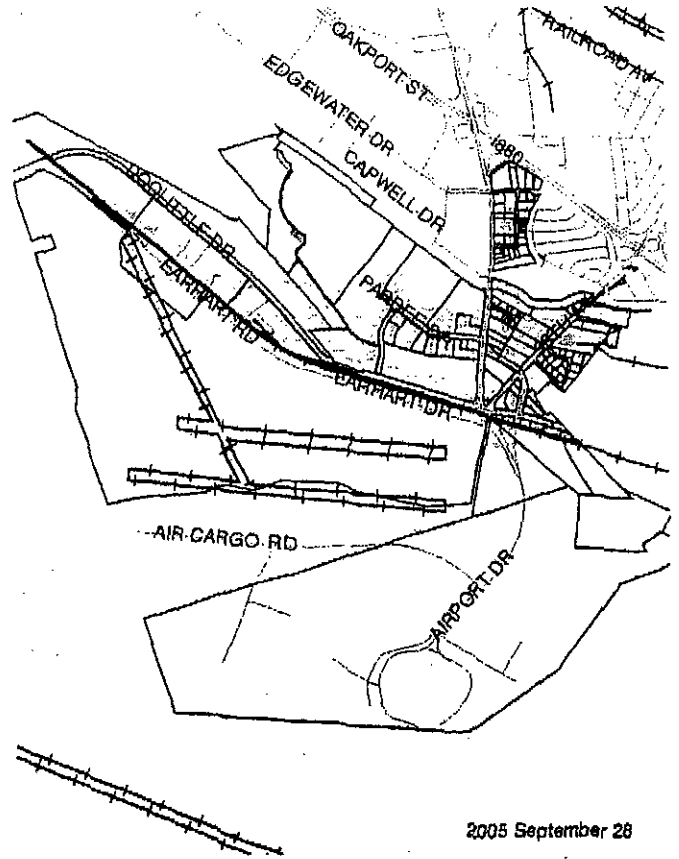 OAKPORT ST
RAILROAD AV
EDGEWATER DR
I880
CAPWELL DR
DOOLITTLE DR
EARHART RD
PARDEE DR
EARHART DR
AIR CARGO RD
AIRPORT DR
2005 September 28